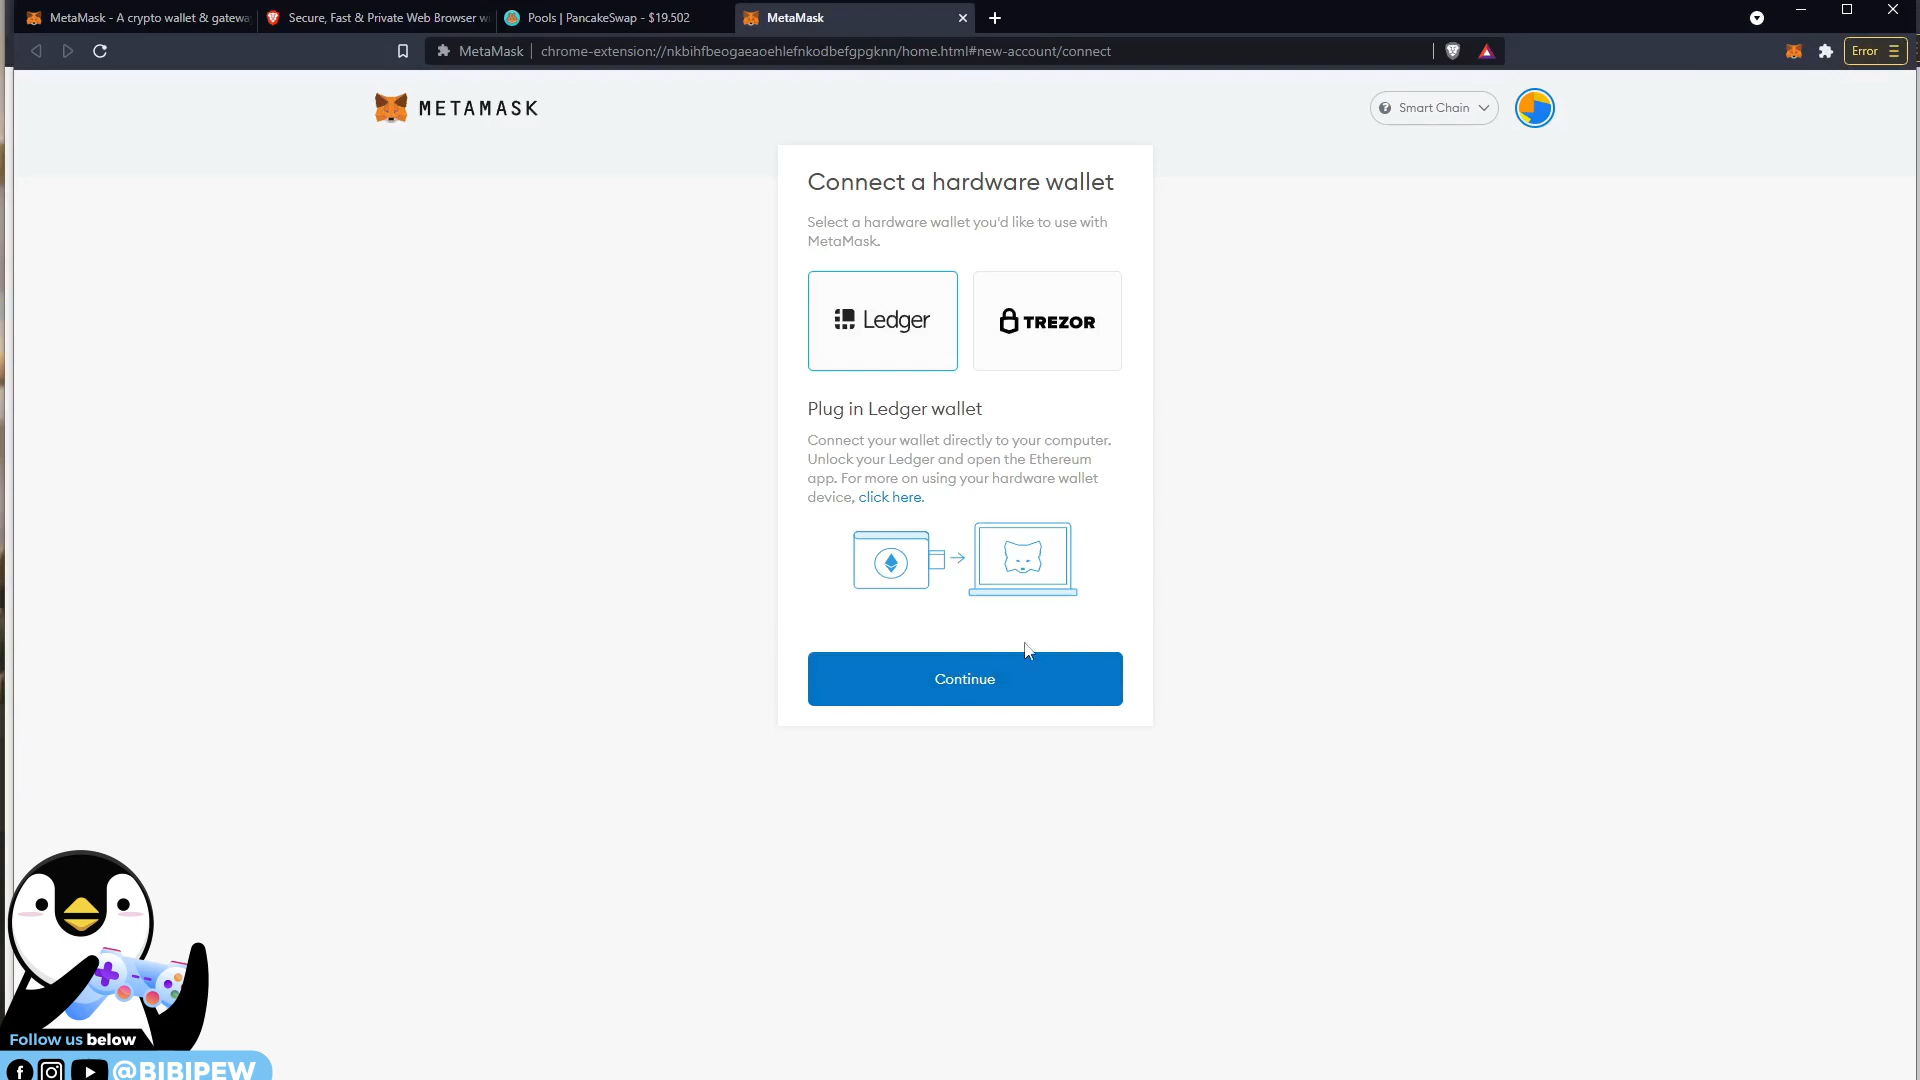 MetaMask - A crypto wallet & gatewa
Secure, Fast & Private Web Browser w
Pools | PancakeSwap - $19.502
MetaMask
MetaMask
chrome-extension://nkbihfbeogaeaoehlefnkodbefgpgknn/home.html#new-account/connect
Error
METAMASK
Smart Chain
Connect a hardware wallet
Select a hardware wallet you'd like to use with
MetaMask.
Ledger
TREZOR
Plug in Ledger wallet
Connect your wallet directly to your computer.
Unlock your Ledger and open the Ethereum
app. For more on using your hardware wallet
device, click here.
Continue
Follow us below
@BIBIPEW